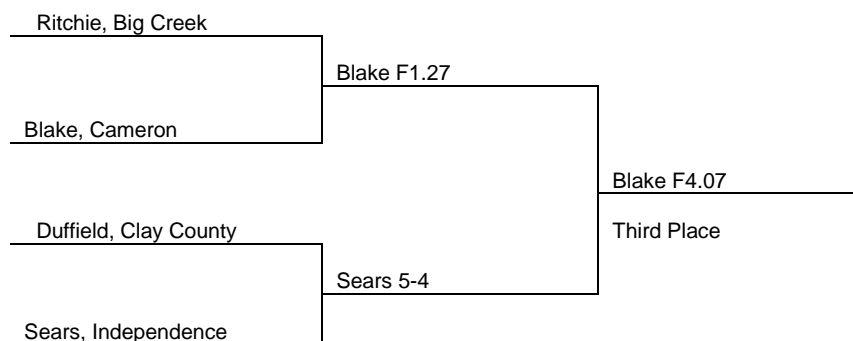 Ritchie, Big Creek
Blake F1.27
Blake, Cameron
Blake F4.07
Duffield, Clay County
Third Place
Sears 5-4
Sears, Independence